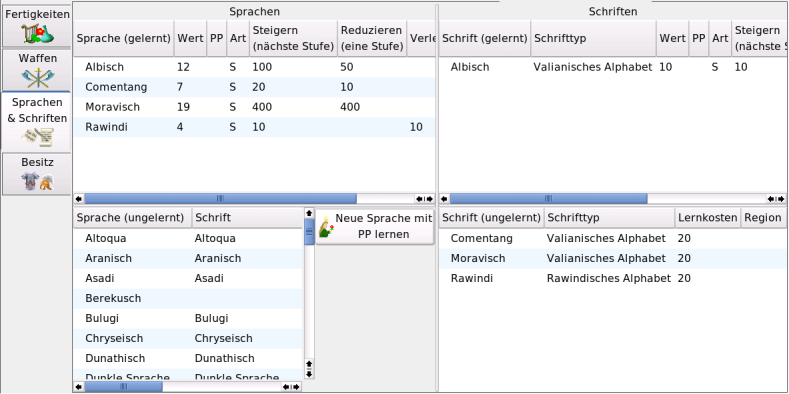 Fertigkeiten
Waffen
Sprachen
& Schriften
Besitz
Sprachen
Sprache (gelernt) Wert PP Art Steigern (nächste Stufe) Reduzieren (eine Stufe)
Albisch 12 S 100 50
Comentang 7 S 20 10
Moravisch 19 S 400 400
Rawindi 4 S 10 10
Schriften
Schrift (gelernt) Schrifttyp Wert PP Art Steigern (nächste
Albisch Valianisches Alphabet 10 S 10
Sprache (ungelernt) Schrift
Altoqua Altoqua
Aranisch Aranisch
Asadi Asadi
Berekusch
Bulugi Bulugi
Chryseisch Chryseisch
Dunathisch Dunathisch
Dunkle Sprache Dunkle Sprache
Neue Sprache mit
PP lernen
Schrift (ungelernt) Schrifttyp Lernkosten Region
Comentang Valianisches Alphabet 20
Moravisch Valianisches Alphabet 20
Rawindi Rawindisches Alphabet 20